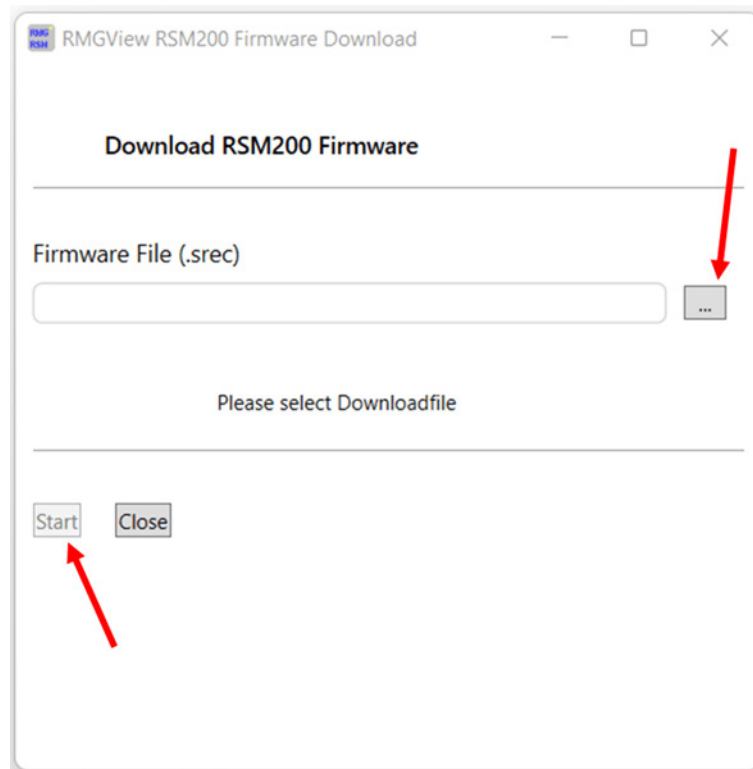 RMG
RSM
RMGView RSM200 Firmware Download
Download RSM200 Firmware
Firmware File (.srec)
...
Please select Downloadfile
Start Close